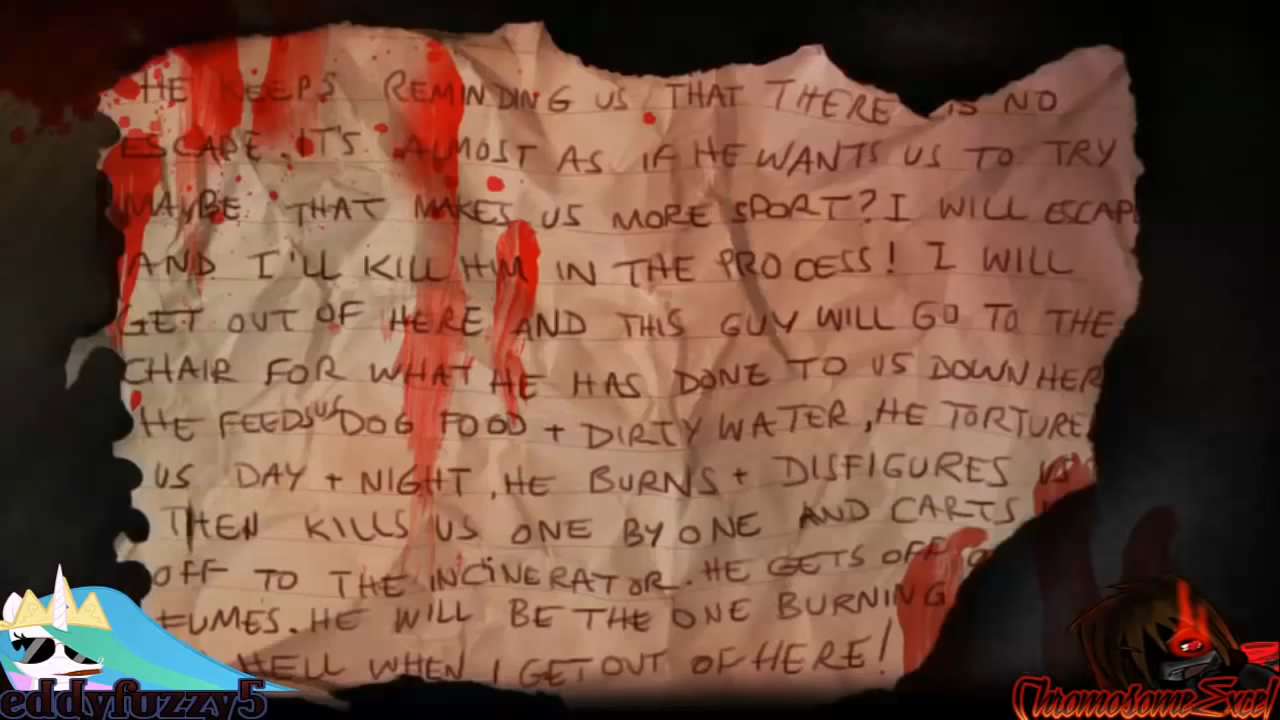 HE KEEPS REMINDING US THAT THERE IS NO
ESCAPE. IT'S ALMOST AS IF HE WANTS US TO TRY
MAYBE THAT MAKES US MORE SPORT? I WILL ESCAP
AND I'LL KILL HIM IN THE PROCESS! I WILL
GET OUT OF HERE AND THIS GUY WILL GO TO THE
CHAIR FOR WHAT HE HAS DONE TO US DOWN HER
HE FEEDS US DOG FOOD + DIRTY WATER, HE TORTURE
US DAY + NIGHT, HE BURNS + DISFIGURES US
THEN KILLS US ONE BY ONE AND CARTS
OFF TO THE INCINERATOR. HE GETS OFF
FUMES. HE WILL BE THE ONE BURNING
HELL WHEN I GET OUT OF HERE!
eddyfuzzy5
ChromosomeExcel